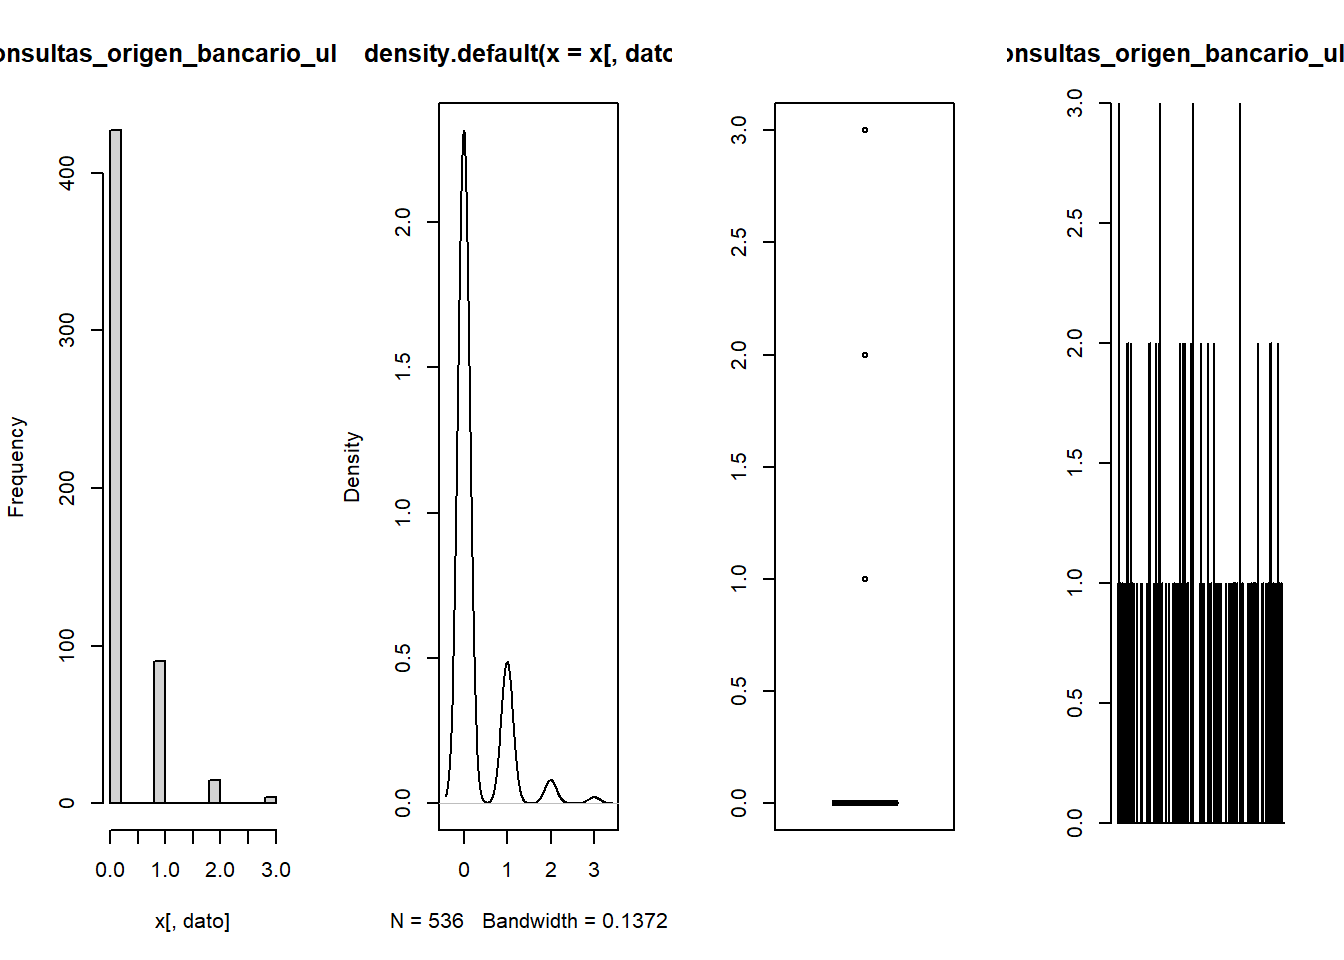 onsultas_origen_bancario_ul
Frequency
400
300
200
100
0
0.0 1.0 2.0 3.0
x[, dato]
density.default(x = x[, dato
Density
2.0
1.5
1.0
0.5
0.0
0 1 2 3
N = 536 Bandwidth = 0.1372
3.0
2.5
2.0
1.5
1.0
0.5
0.0
onsultas_origen_bancario_ul
3.0
2.5
2.0
1.5
1.0
0.5
0.0